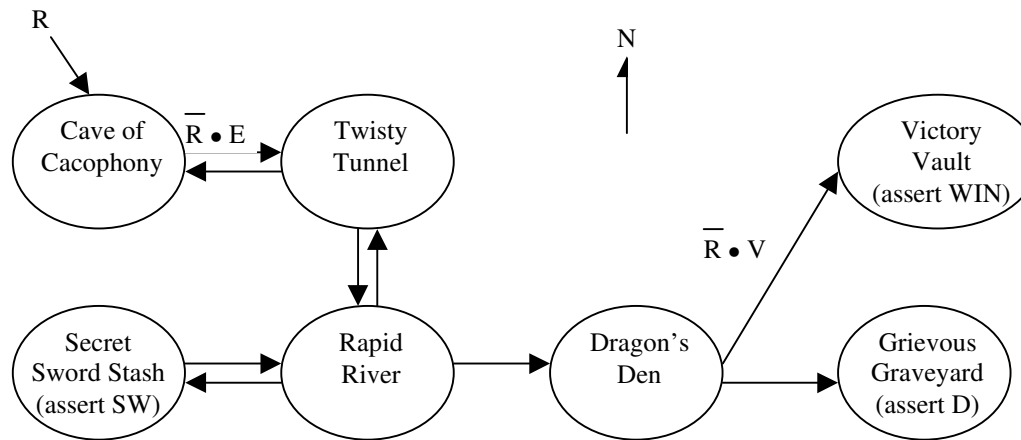 R
N
Cave of
Cacophony
R̅ • E
Twisty
Tunnel
Victory
Vault
(assert WIN)
R̅ • V
Secret
Sword Stash
(assert SW)
Rapid
River
Dragon's
Den
Grievous
Graveyard
(assert D)